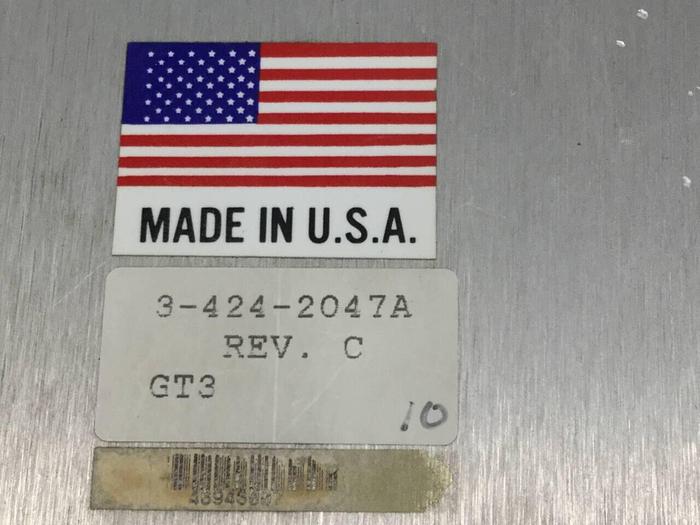 MADE IN U.S.A.
3-424-2047A
REV. C
GT3
10